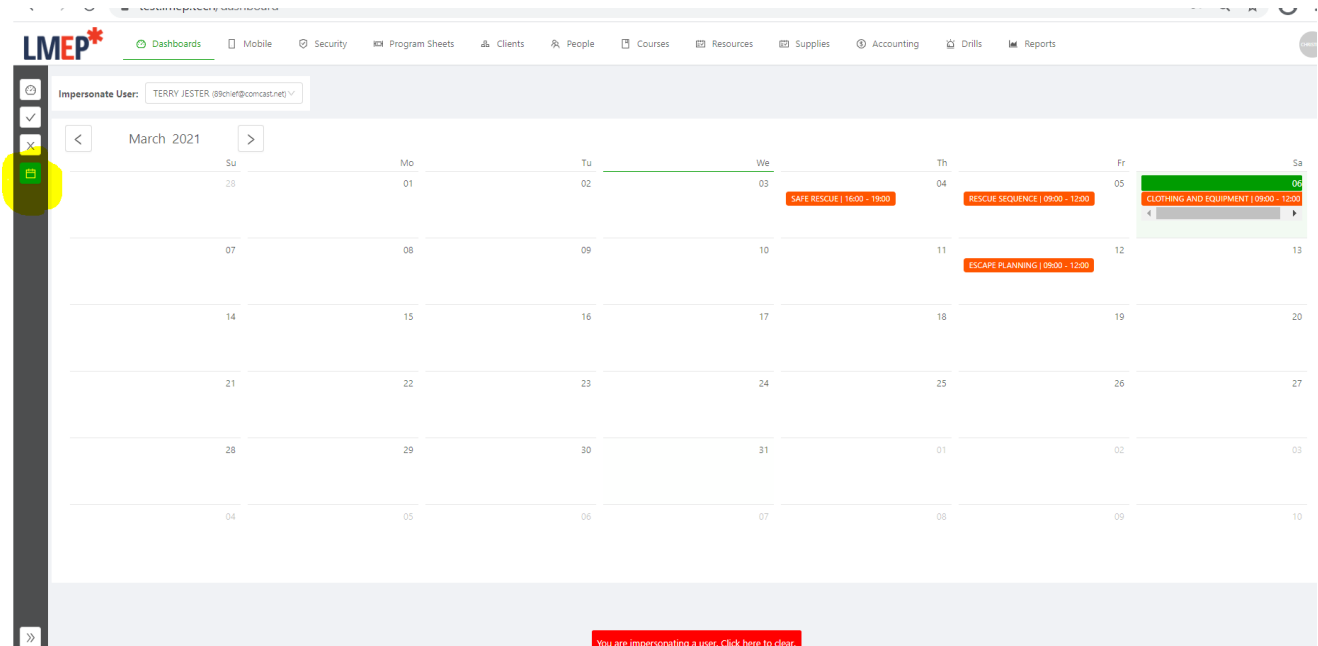 test.lmep.tech/dashboard
LMEP*
Dashboards Mobile Security Program Sheets Clients People Courses Resources Supplies Accounting Drills Reports
Impersonate User: TERRY JESTER (89chief@comcast.net)
March 2021
Su Mo Tu We Th Fr Sa
28 01 02 03 04 05 06
SAFE RESCUE | 16:00 - 19:00 RESCUE SEQUENCE | 09:00 - 12:00 CLOTHING AND EQUIPMENT | 09:00 - 12:00
07 08 09 10 11 12 13
ESCAPE PLANNING | 09:00 - 12:00
14 15 16 17 18 19 20
21 22 23 24 25 26 27
28 29 30 31 01 02 03
04 05 06 07 08 09 10
You are impersonating a user. Click here to clear.